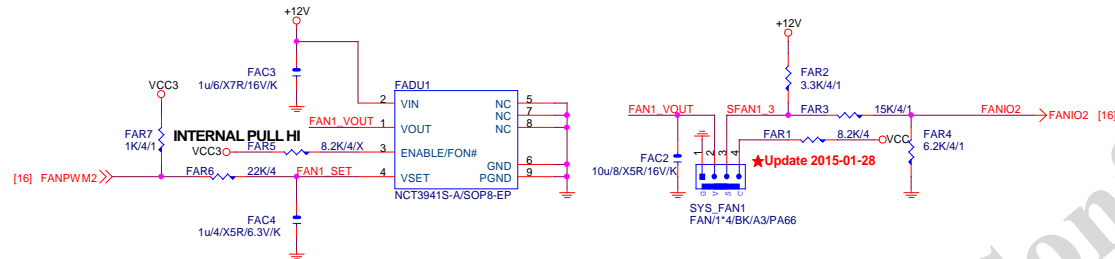 +12V
FAC3
1u/6/X7R/16V/K
FADU1
VCC3
2 VIN
NC 5
NC 7
NC 8
FAN1_VOUT
1 VOUT
FAR7
1K/4/1
INTERNAL PULL HI
VCC3
FAR5
8.2K/4/X
3 ENABLE/FON#
GND 6
PGND 9
[16] FANPWM2
FAR6
22K/4
FAN1_SET
4 VSET
NCT3941S-A/SOP8-EP
FAC4
1u/4/X5R/6.3V/K
+12V
FAR2
3.3K/4/1
FAN1_VOUT
SFAN1_3
FAR3
15K/4/1
FANIO2
FANIO2 [16]
FAR1
8.2K/4
VCC
FAR4
6.2K/4/1
FAC2
10u/8/X5R/16V/K
1 2 3 4
★Update 2015-01-28
G V S C
SYS_FAN1
FAN/1*4/BK/A3/PA66